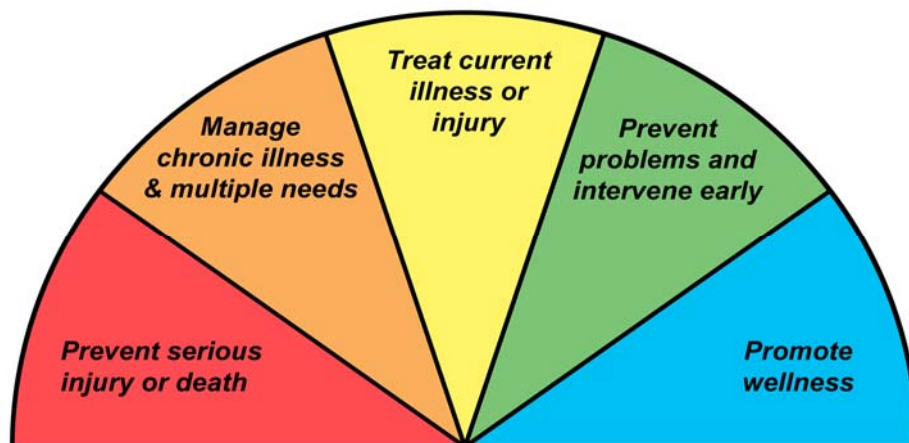 Treat current
illness or
injury
Manage
chronic illness
& multiple needs
Prevent
problems and
intervene early
Prevent serious
injury or death
Promote
wellness